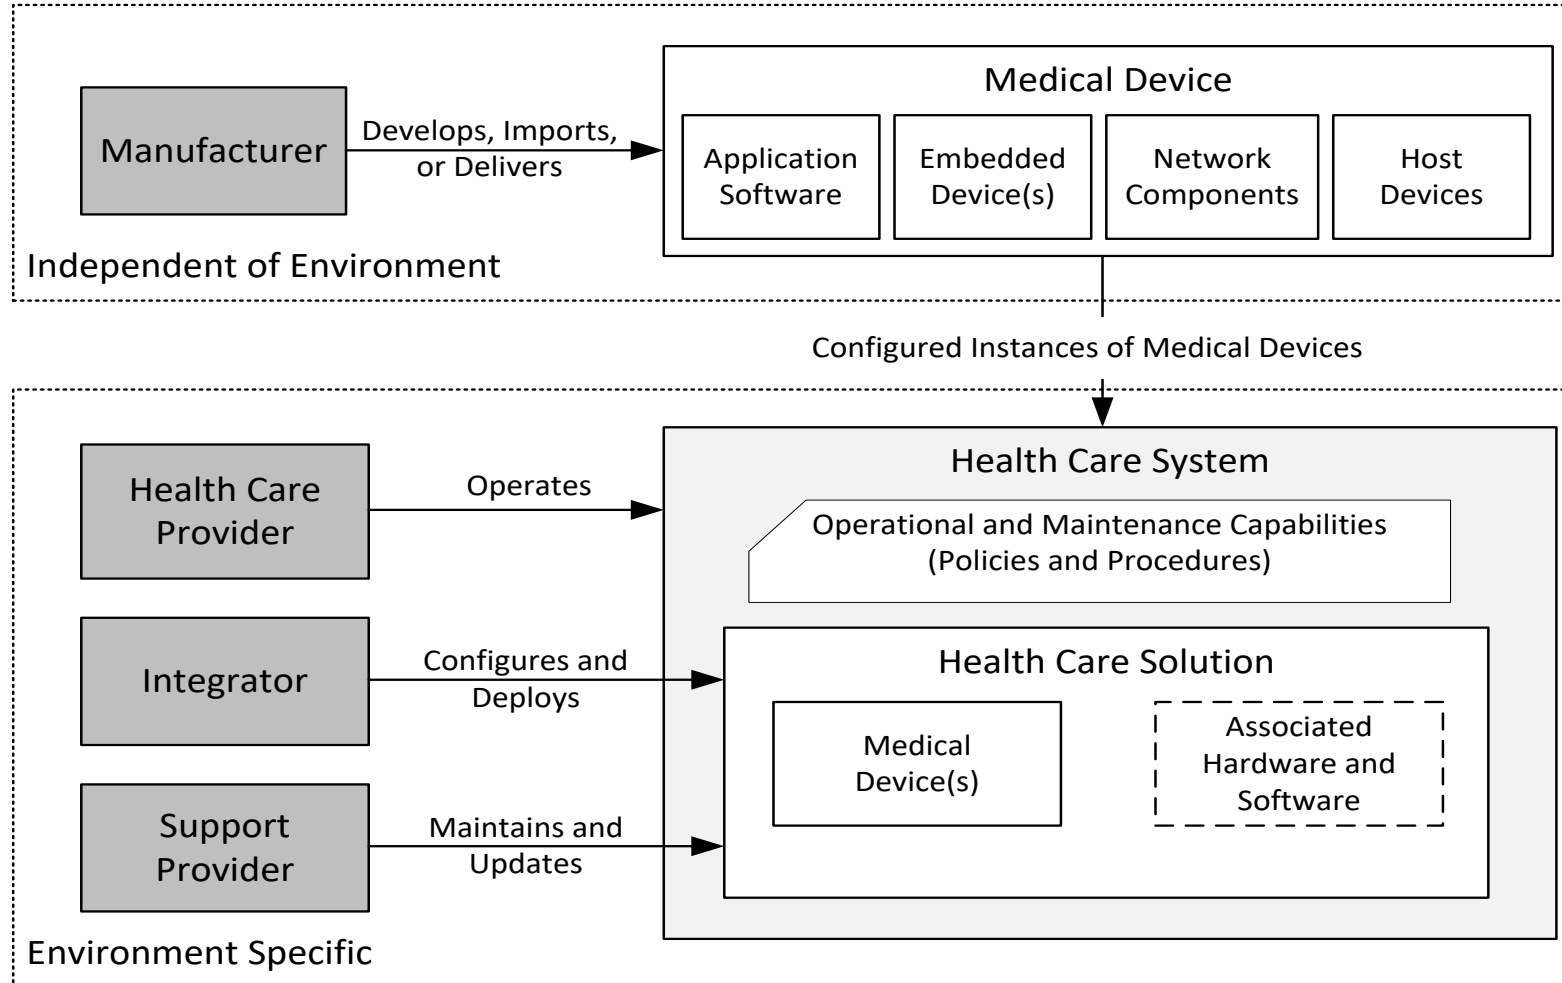 Medical Device
Manufacturer
Develops, Imports,
or Delivers
Application
Software
Embedded
Device(s)
Network
Components
Host
Devices
Independent of Environment
Configured Instances of Medical Devices
Health Care
Provider
Operates
Health Care System
Operational and Maintenance Capabilities
(Policies and Procedures)
Integrator
Configures and
Deploys
Health Care Solution
Medical
Device(s)
Associated
Hardware and
Software
Support
Provider
Maintains and
Updates
Environment Specific